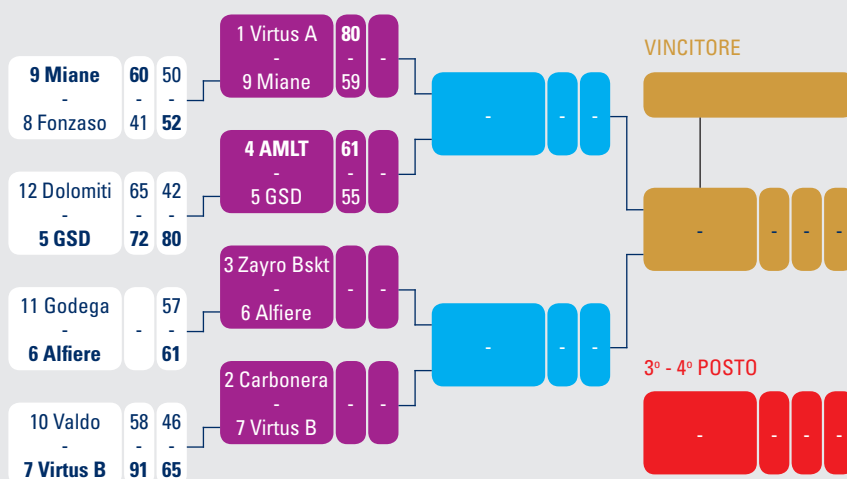 9 Miane 60 50
- - -
8 Fonzaso 41 52
12 Dolomiti 65 42
- - -
5 GSD 72 80
11 Godega 57
- - -
6 Alfiere 61
10 Valdo 58 46
- - -
7 Virtus B 91 65
1 Virtus A 80
- - -
9 Miane 59
4 AMLT 61
- - -
5 GSD 55
3 Zayro Bskt
- - -
6 Alfiere
2 Carbonera
- - -
7 Virtus B
- - -
- - -
VINCITORE
- - - -
3º - 4º POSTO
- - - -